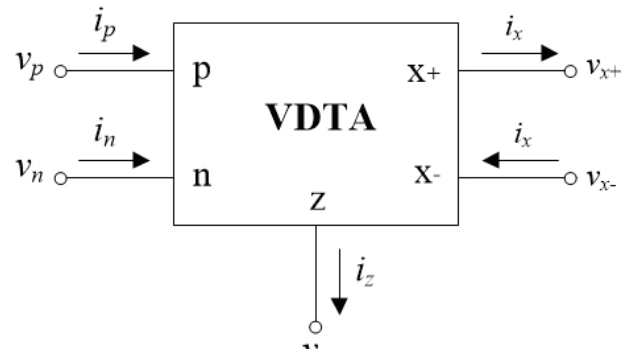 i_p i_x
v_p p x+ v_x+
VDTA
i_n i_x
v_n n x- v_x-
z
i_z